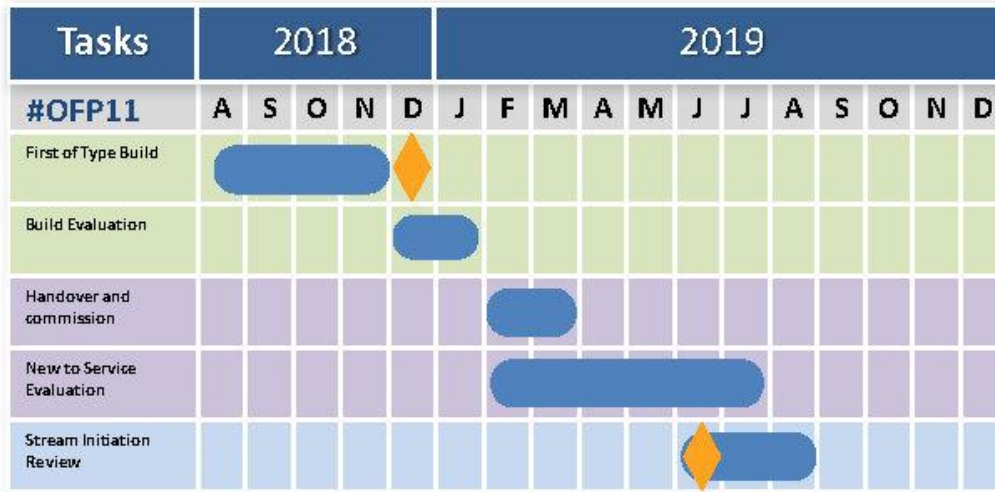 Tasks 2018 2019
#OFP11 A S O N D J F M A M J J A S O N D
First of Type Build
Build Evaluation
Handover and
commission
New to Service
Evaluation
Stream Initiation
Review